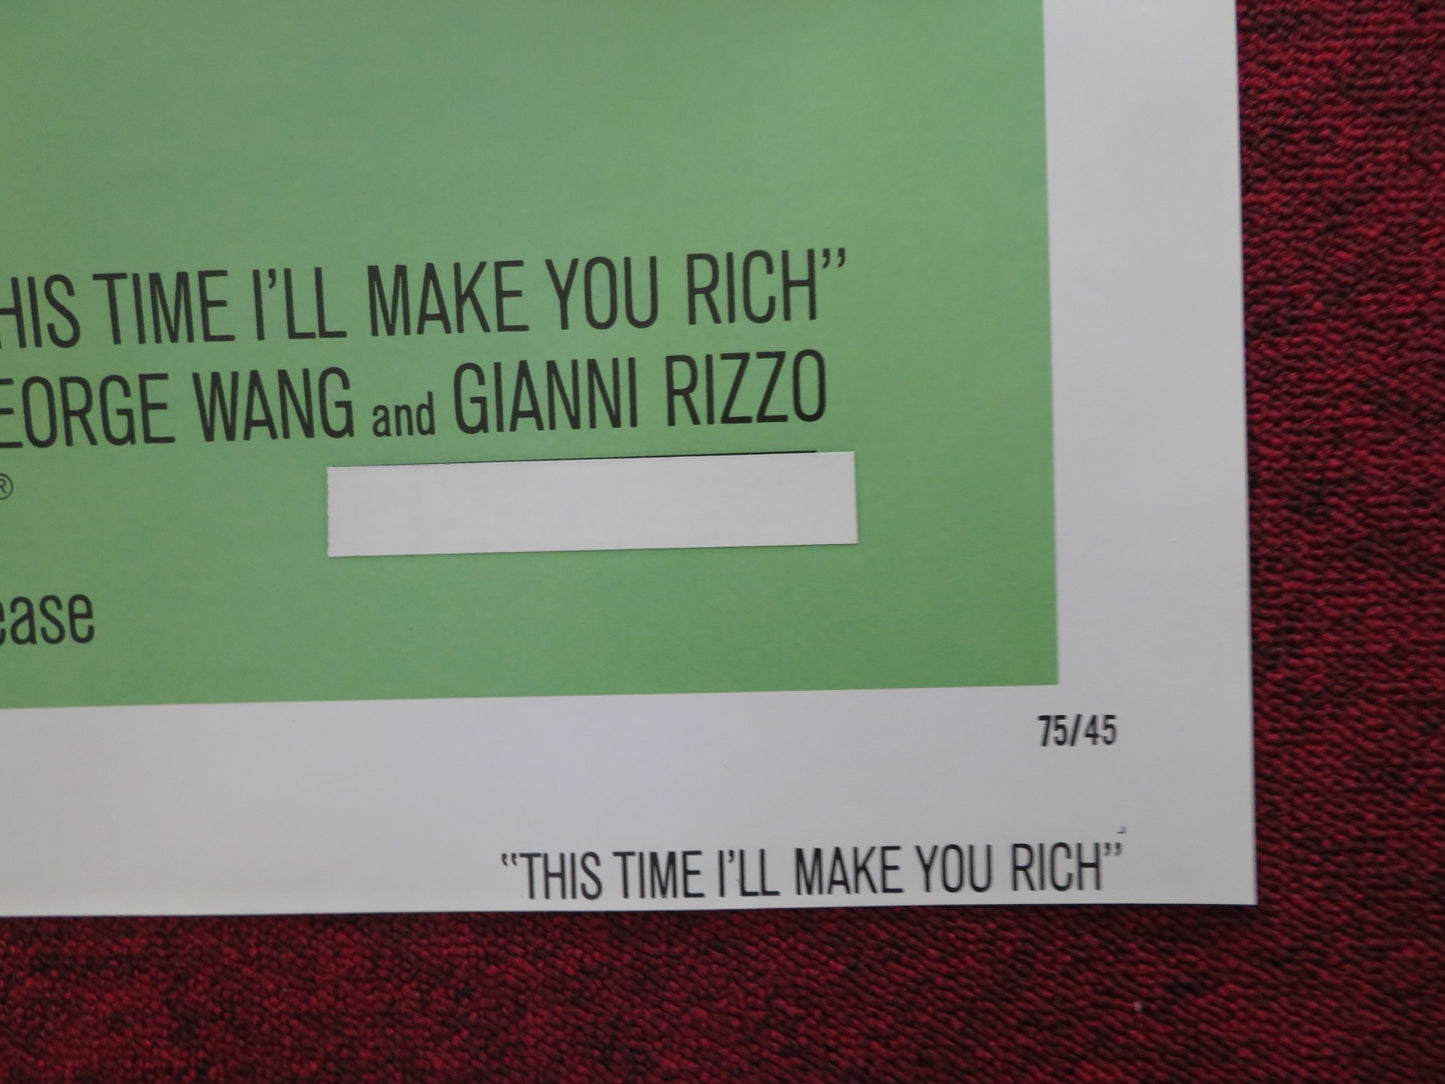 HIS TIME I'LL MAKE YOU RICH”
EORGE WANG and GIANNI RIZZO
®
ease
75/45
“THIS TIME I'LL MAKE YOU RICH”